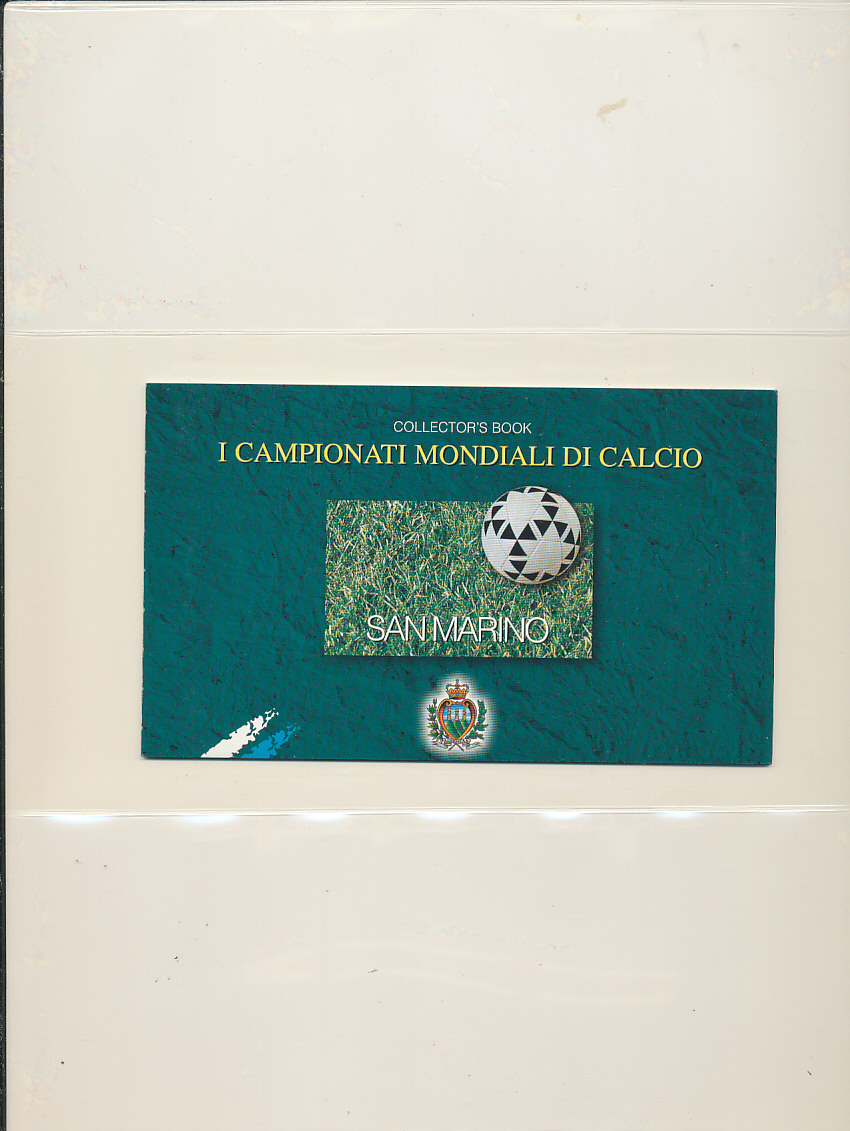 COLLECTOR'S BOOK
I CAMPIONATI MONDIALI DI CALCIO
SAN MARINO